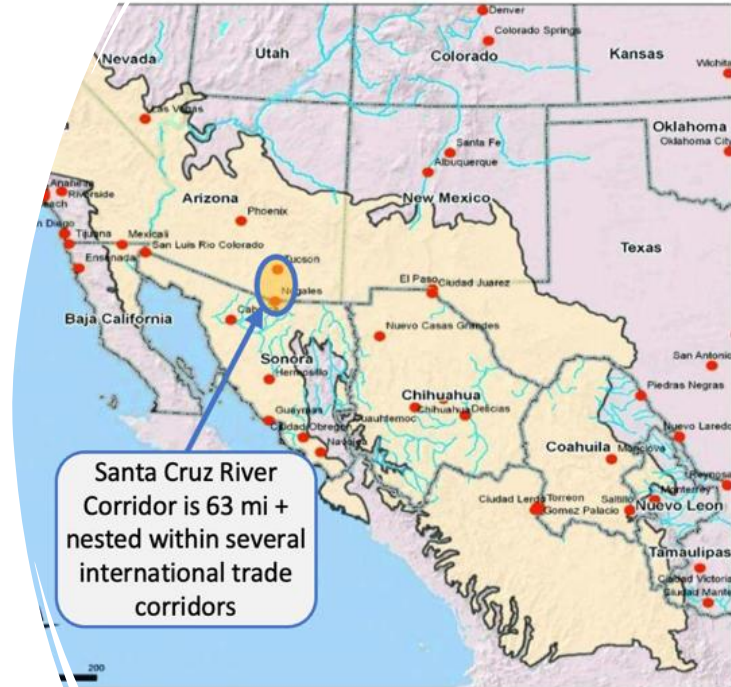 Denver
Colorado Springs
Nevada
Utah
Colorado
Kansas
Wichita
Las Vegas
Santa Fe
Albuquerque
Oklahoma
Oklahoma City
Riverside
Arizona
Phoenix
New Mexico
Texas
Tijuana
Mexicali
San Luis Rio Colorado
Ensenada
Tucson
Nogales
El Paso
Ciudad Juarez
Baja California
Nuevo Casas Grandes
San Antonio
Sonora
Hermosillo
Chihuahua
Chihuahua
Delicias
Piedras Negras
Guaymas
Ciudad Obregon
Navojoa
Coahuila
Monclova
Nuevo Laredo
Reynosa
Santa Cruz River
Corridor is 63 mi +
nested within several
international trade
corridors
Ciudad Lerdo
Torreon
Gomez Palacio
Saltillo
Monterrey
Nuevo Leon
Tamaulipas
Ciudad Victoria
Ciudad Mante
200